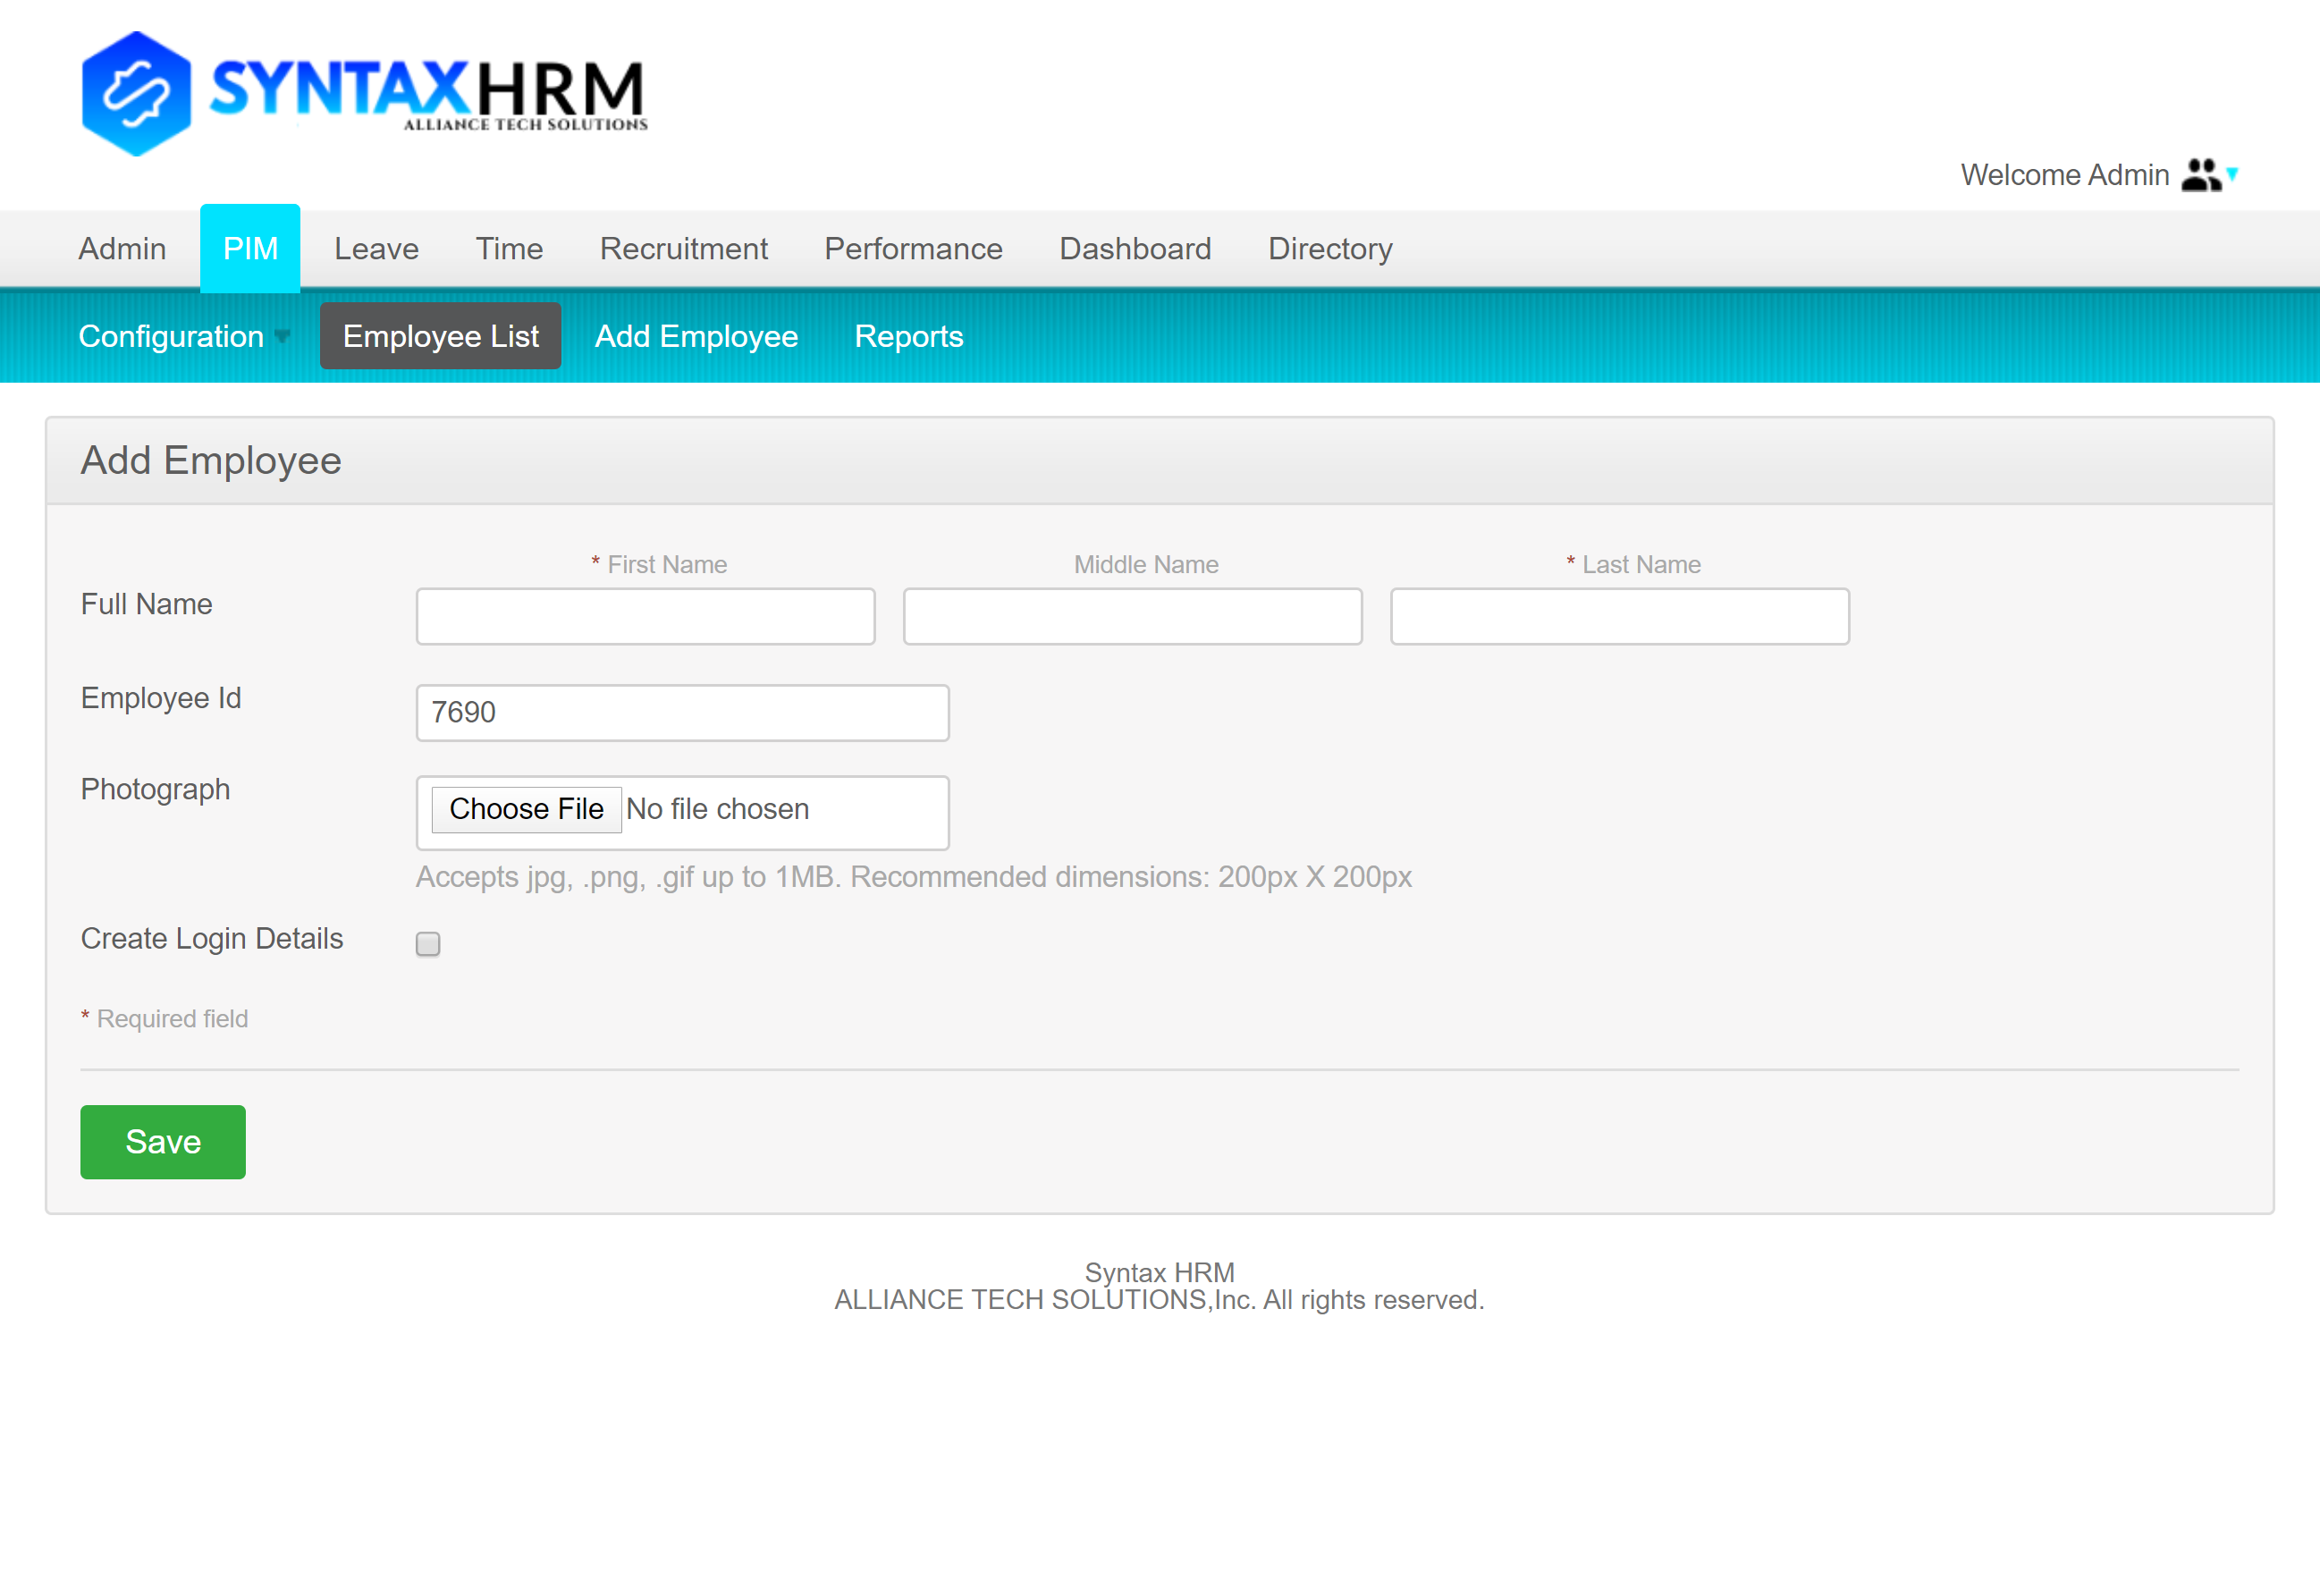 SYNTAXHRM
ALLIANCE TECH SOLUTIONS
Welcome Admin
Admin PIM Leave Time Recruitment Performance Dashboard Directory
Configuration Employee List Add Employee Reports
Add Employee
* First Name Middle Name * Last Name
Full Name
Employee Id 7690
Photograph Choose File No file chosen
Accepts jpg, .png, .gif up to 1MB. Recommended dimensions: 200px X 200px
Create Login Details
* Required field
Save
Syntax HRM
ALLIANCE TECH SOLUTIONS,Inc. All rights reserved.